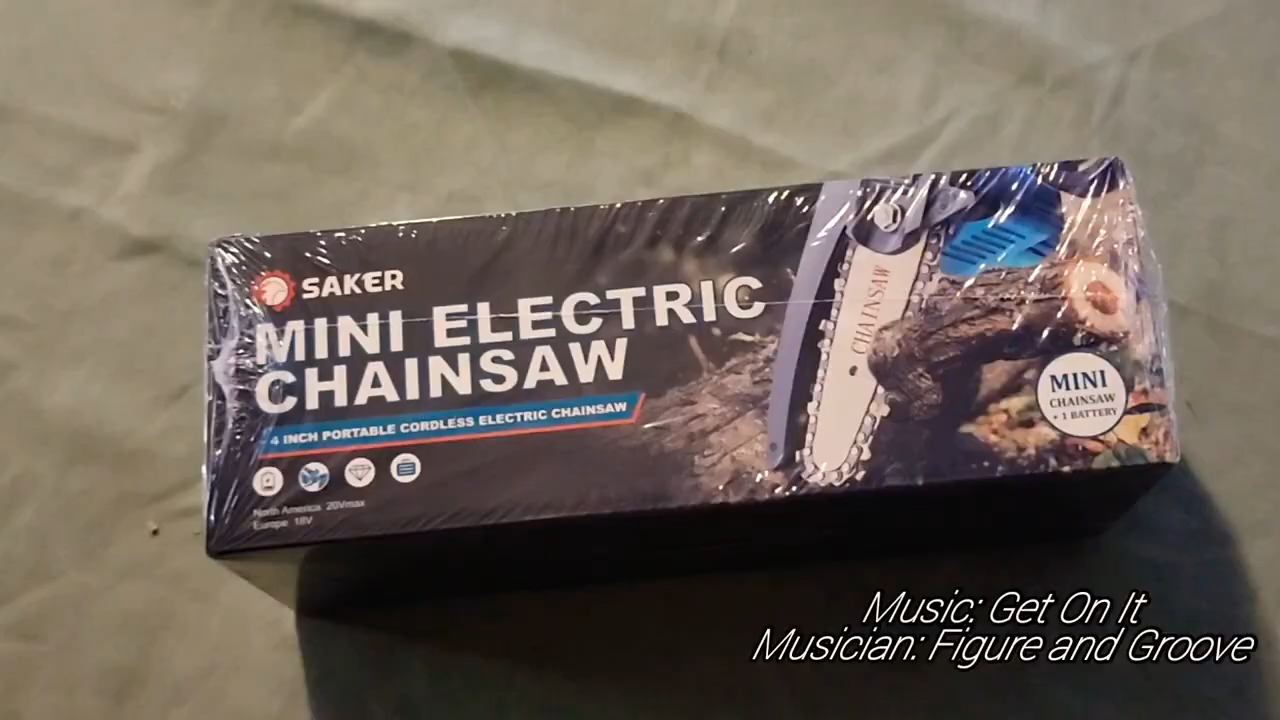 SAKER
MINI ELECTRIC
CHAINSAW
4 INCH PORTABLE CORDLESS ELECTRIC CHAINSAW
North America 20Vmax
Europe 18V
CHAINSAW
MINI
CHAINSAW
+ 1 BATTERY
Music: Get On It
Musician: Figure and Groove